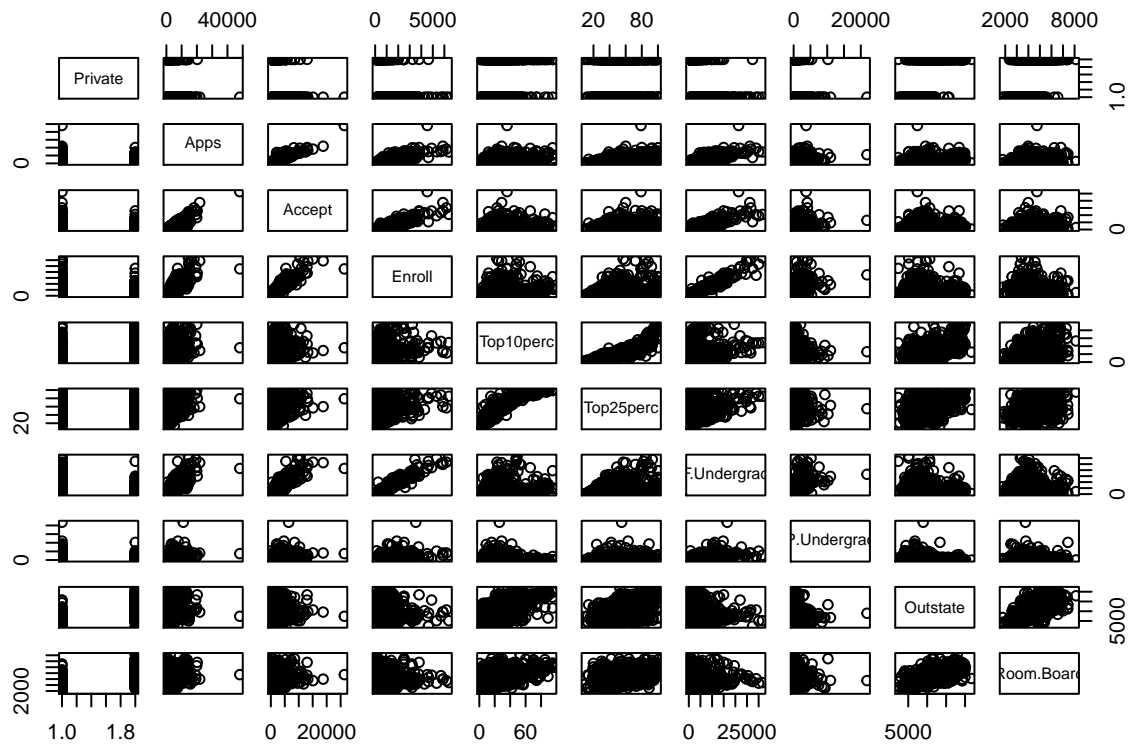 0 40000 0 5000 20 80 0 20000 2000 8000
Private
1.0
Apps
0
Accept
0
Enroll
0
Top10perc
0
Top25perc
20
F.Undergrad
0
P.Undergrad
0
Outstate
5000
Room.Board
2000
1.0 1.8 0 20000 0 60 0 25000 5000